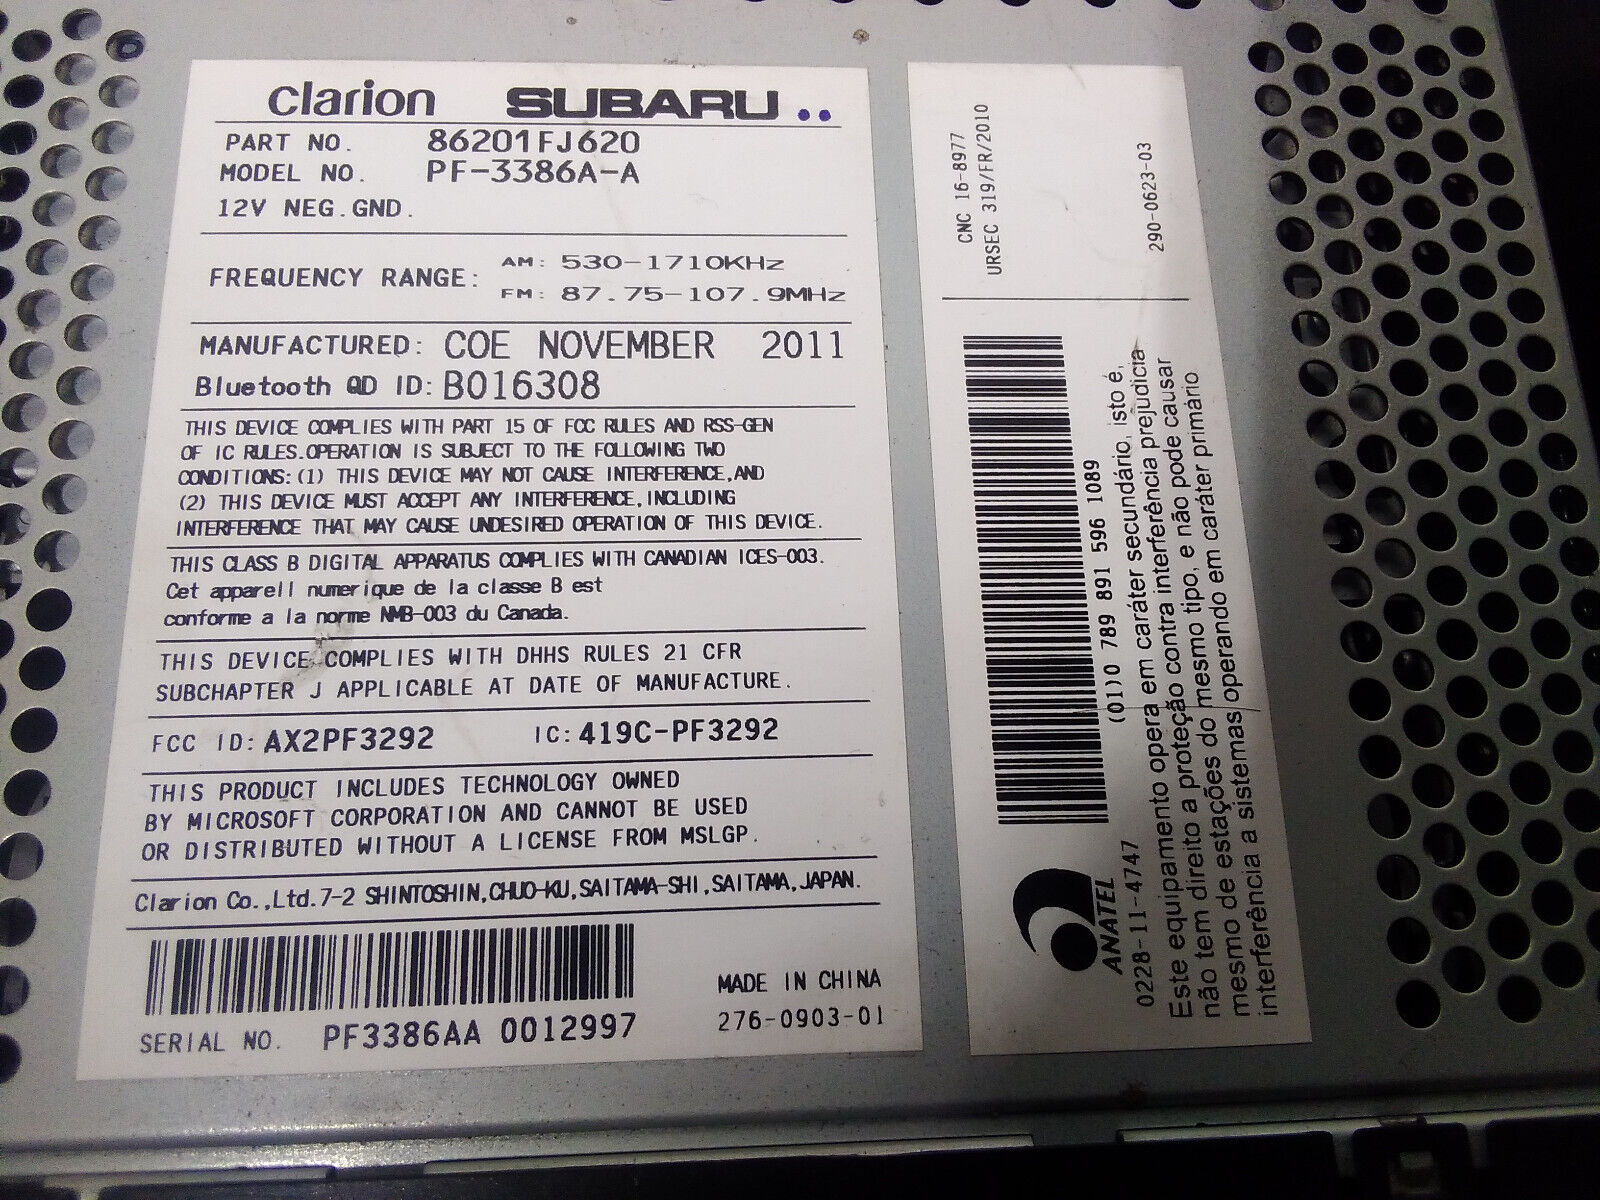 clarion SUBARU
PART NO. 86201FJ620
MODEL NO. PF-3386A-A
12V NEG.GND.
FREQUENCY RANGE: AM: 530-1710KHz
FM: 87.75-107.9MHz
MANUFACTURED: COE NOVEMBER 2011
Bluetooth QD ID: B016308
THIS DEVICE COMPLIES WITH PART 15 OF FCC RULES AND RSS-GEN
OF IC RULES.OPERATION IS SUBJECT TO THE FOLLOWING TWO
CONDITIONS:(1) THIS DEVICE MAY NOT CAUSE INTERFERENCE,AND
(2) THIS DEVICE MUST ACCEPT ANY INTERFERENCE,INCLUDING
INTERFERENCE THAT MAY CAUSE UNDESIRED OPERATION OF THIS DEVICE.
THIS CLASS B DIGITAL APPARATUS COMPLIES WITH CANADIAN ICES-003.
Cet apparell numerique de la classe B est
conforme a la norme NMB-003 du Canada.
THIS DEVICE COMPLIES WITH DHHS RULES 21 CFR
SUBCHAPTER J APPLICABLE AT DATE OF MANUFACTURE.
FCC ID: AX2PF3292 IC: 419C-PF3292
THIS PRODUCT INCLUDES TECHNOLOGY OWNED
BY MICROSOFT CORPORATION AND CANNOT BE USED
OR DISTRIBUTED WITHOUT A LICENSE FROM MSLGP.
Clarion Co.,Ltd.7-2 SHINTOSHIN,CHUO-KU,SAITAMA-SHI,SAITAMA,JAPAN.
SERIAL NO. PF3386AA 0012997
MADE IN CHINA
276-0903-01
CNC 16-8977
URSEC 319/FR/2010
290-0623-03
(01)0 789 891 596 1089
ANATEL
0228-11-4747
Este equipamento opera em caráter secundário, isto é,
não tem direito a proteção contra interferência prejudicia
mesmo de estações do mesmo tipo, e não pode causar
interferência a sistemas operando em caráter primário